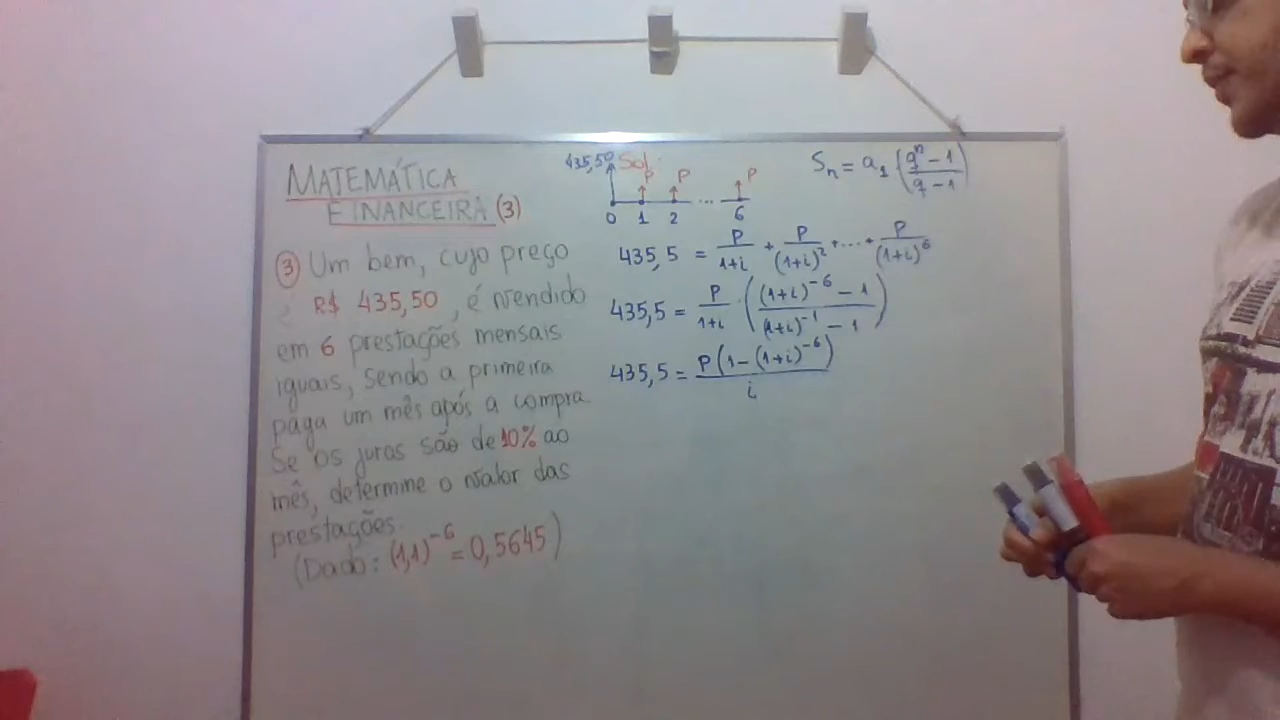 MATEMÁTICA
FINANCEIRA (3)
3 Um bem, cujo preço
é R$ 435,50, é vendido
em 6 prestações mensais
iguais, sendo a primeira
paga um mês após a compra.
Se os juros são de 10% ao
mês, determine o valor das
prestações.
(Dado: (1,1)^-6 = 0,5645)
435,50 Sol.
P P P
0 1 2 ... 6
Sn = a1 ((q^n - 1)/(q - 1))
435,5 = P/(1+i) + P/(1+i)^2 + ... + P/(1+i)^6
435,5 = P/(1+i) · (((1+i)^-6 - 1)/((1+i)^-1 - 1))
435,5 = P(1-(1+i)^-6)/i